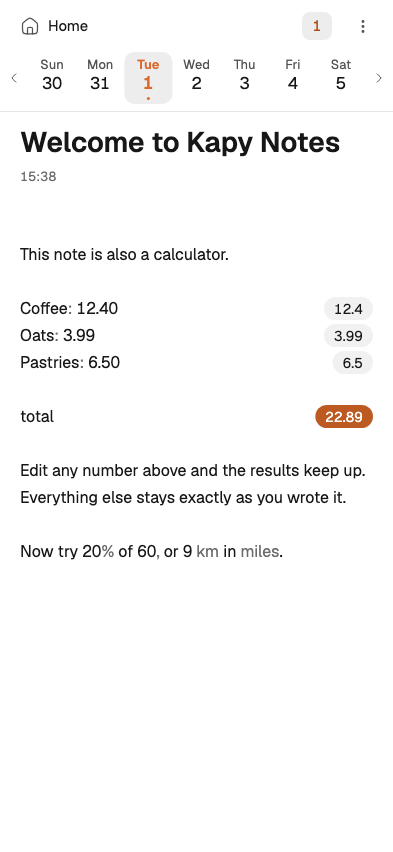 Home
1
Sun Mon Tue Wed Thu Fri Sat
30 31 1 2 3 4 5
Welcome to Kapy Notes
15:38
This note is also a calculator.
Coffee: 12.40 12.4
Oats: 3.99 3.99
Pastries: 6.50 6.5
total 22.89
Edit any number above and the results keep up.
Everything else stays exactly as you wrote it.
Now try 20% of 60, or 9 km in miles.